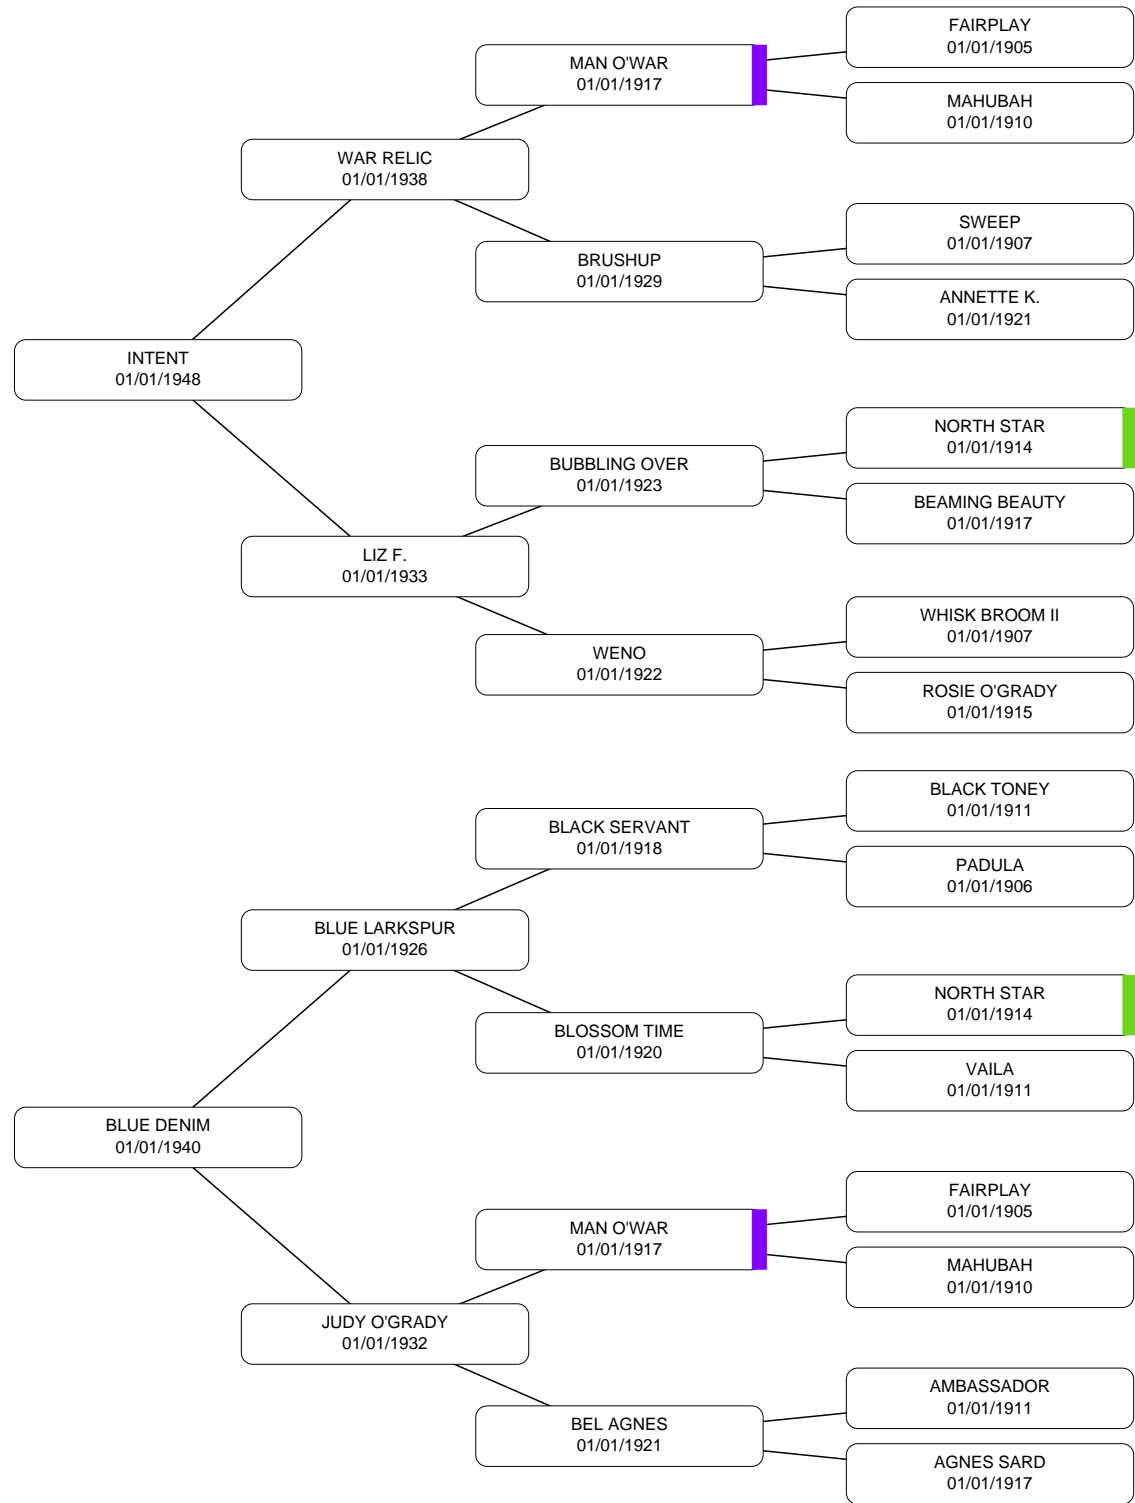 FAIRPLAY
01/01/1905
MAN O'WAR
01/01/1917
MAHUBAH
01/01/1910
WAR RELIC
01/01/1938
SWEEP
01/01/1907
BRUSHUP
01/01/1929
ANNETTE K.
01/01/1921
INTENT
01/01/1948
NORTH STAR
01/01/1914
BUBBLING OVER
01/01/1923
BEAMING BEAUTY
01/01/1917
LIZ F.
01/01/1933
WHISK BROOM II
01/01/1907
WENO
01/01/1922
ROSIE O'GRADY
01/01/1915
BLACK TONEY
01/01/1911
BLACK SERVANT
01/01/1918
PADULA
01/01/1906
BLUE LARKSPUR
01/01/1926
NORTH STAR
01/01/1914
BLOSSOM TIME
01/01/1920
VAILA
01/01/1911
BLUE DENIM
01/01/1940
FAIRPLAY
01/01/1905
MAN O'WAR
01/01/1917
MAHUBAH
01/01/1910
JUDY O'GRADY
01/01/1932
AMBASSADOR
01/01/1911
BEL AGNES
01/01/1921
AGNES SARD
01/01/1917